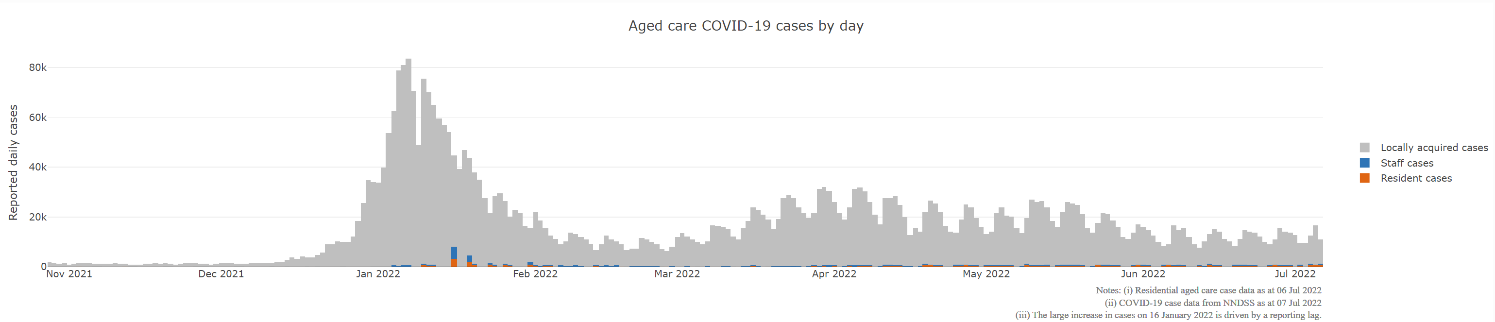 Aged care COVID-19 cases by day
Reported daily cases
80k
60k
40k
20k
0
Nov 2021
Dec 2021
Jan 2022
Feb 2022
Mar 2022
Apr 2022
May 2022
Jun 2022
Jul 2022
Locally acquired cases
Staff cases
Resident cases
Notes: (i) Residential aged care case data as at 06 Jul 2022
(ii) COVID-19 case data from NNDSS as at 07 Jul 2022
(iii) The large increase in cases on 16 January 2022 is driven by a reporting lag.